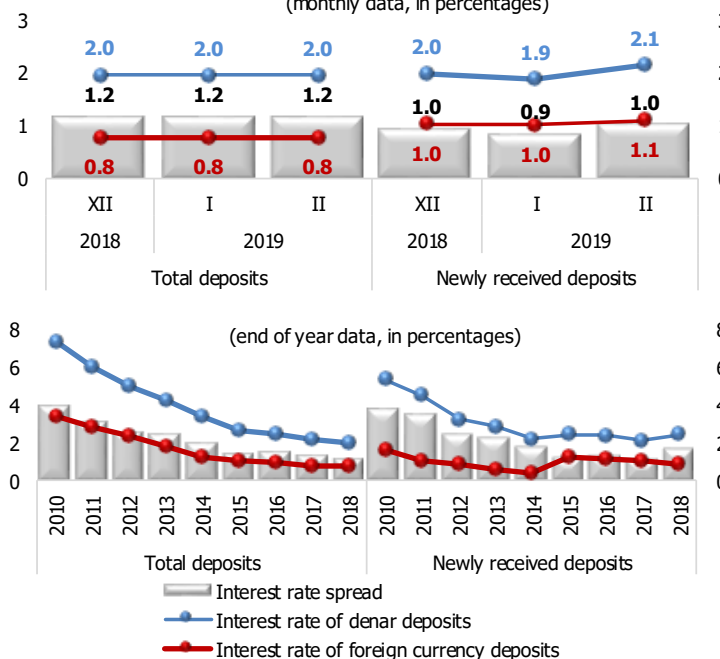 (monthly data, in percentages)
3
2
1
0
2.0 2.0 2.0 2.0 1.9 2.1
1.2 1.2 1.2 1.0 0.9 1.0
0.8 0.8 0.8 1.0 1.0 1.1
XII I II XII I II
2018 2019 2018 2019
Total deposits Newly received deposits
(end of year data, in percentages)
8
6
4
2
0
2010 2011 2012 2013 2014 2015 2016 2017 2018 2010 2011 2012 2013 2014 2015 2016 2017 2018
Total deposits Newly received deposits
Interest rate spread
Interest rate of denar deposits
Interest rate of foreign currency deposits